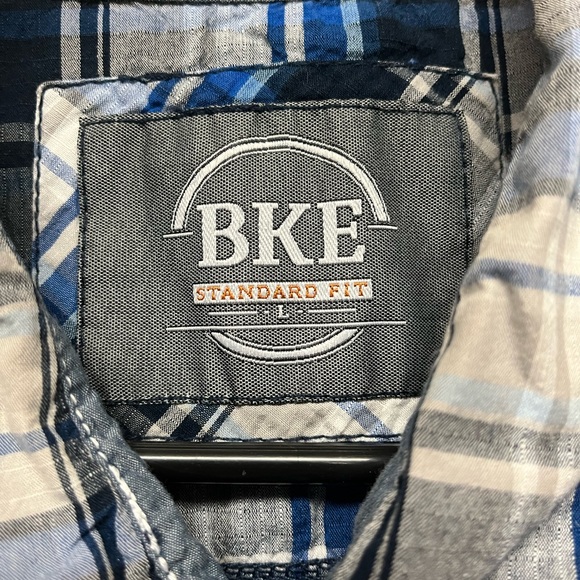 BKE
STANDARD FIT
- L -